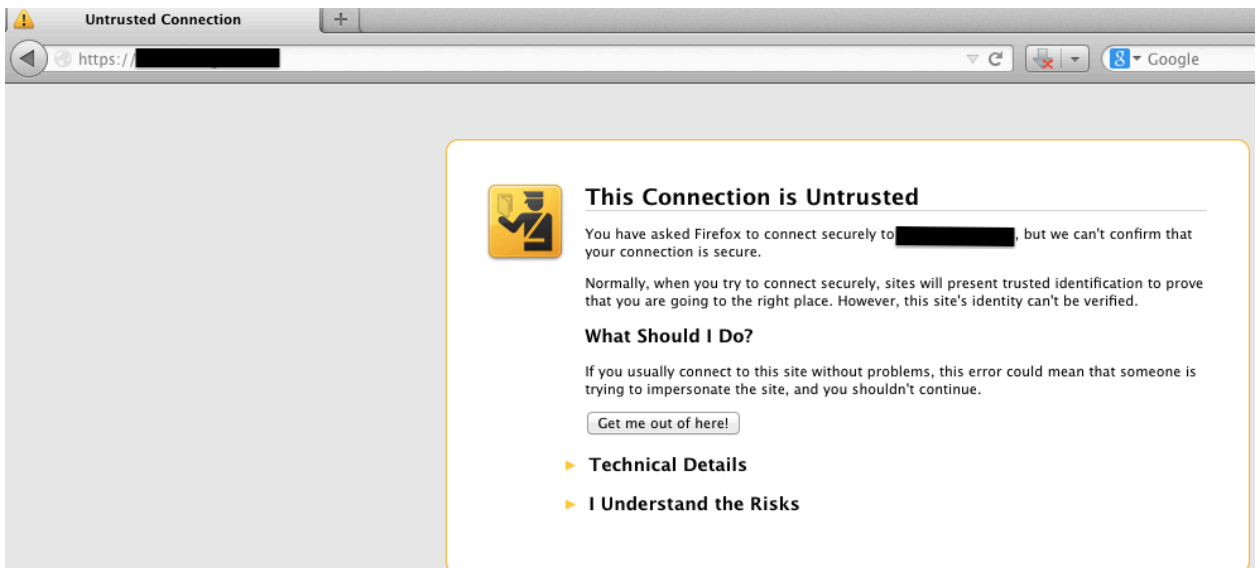 Untrusted Connection
+
https://
8 Google
This Connection is Untrusted
You have asked Firefox to connect securely to , but we can't confirm that
your connection is secure.
Normally, when you try to connect securely, sites will present trusted identification to prove
that you are going to the right place. However, this site's identity can't be verified.
What Should I Do?
If you usually connect to this site without problems, this error could mean that someone is
trying to impersonate the site, and you shouldn't continue.
Get me out of here!
Technical Details
I Understand the Risks